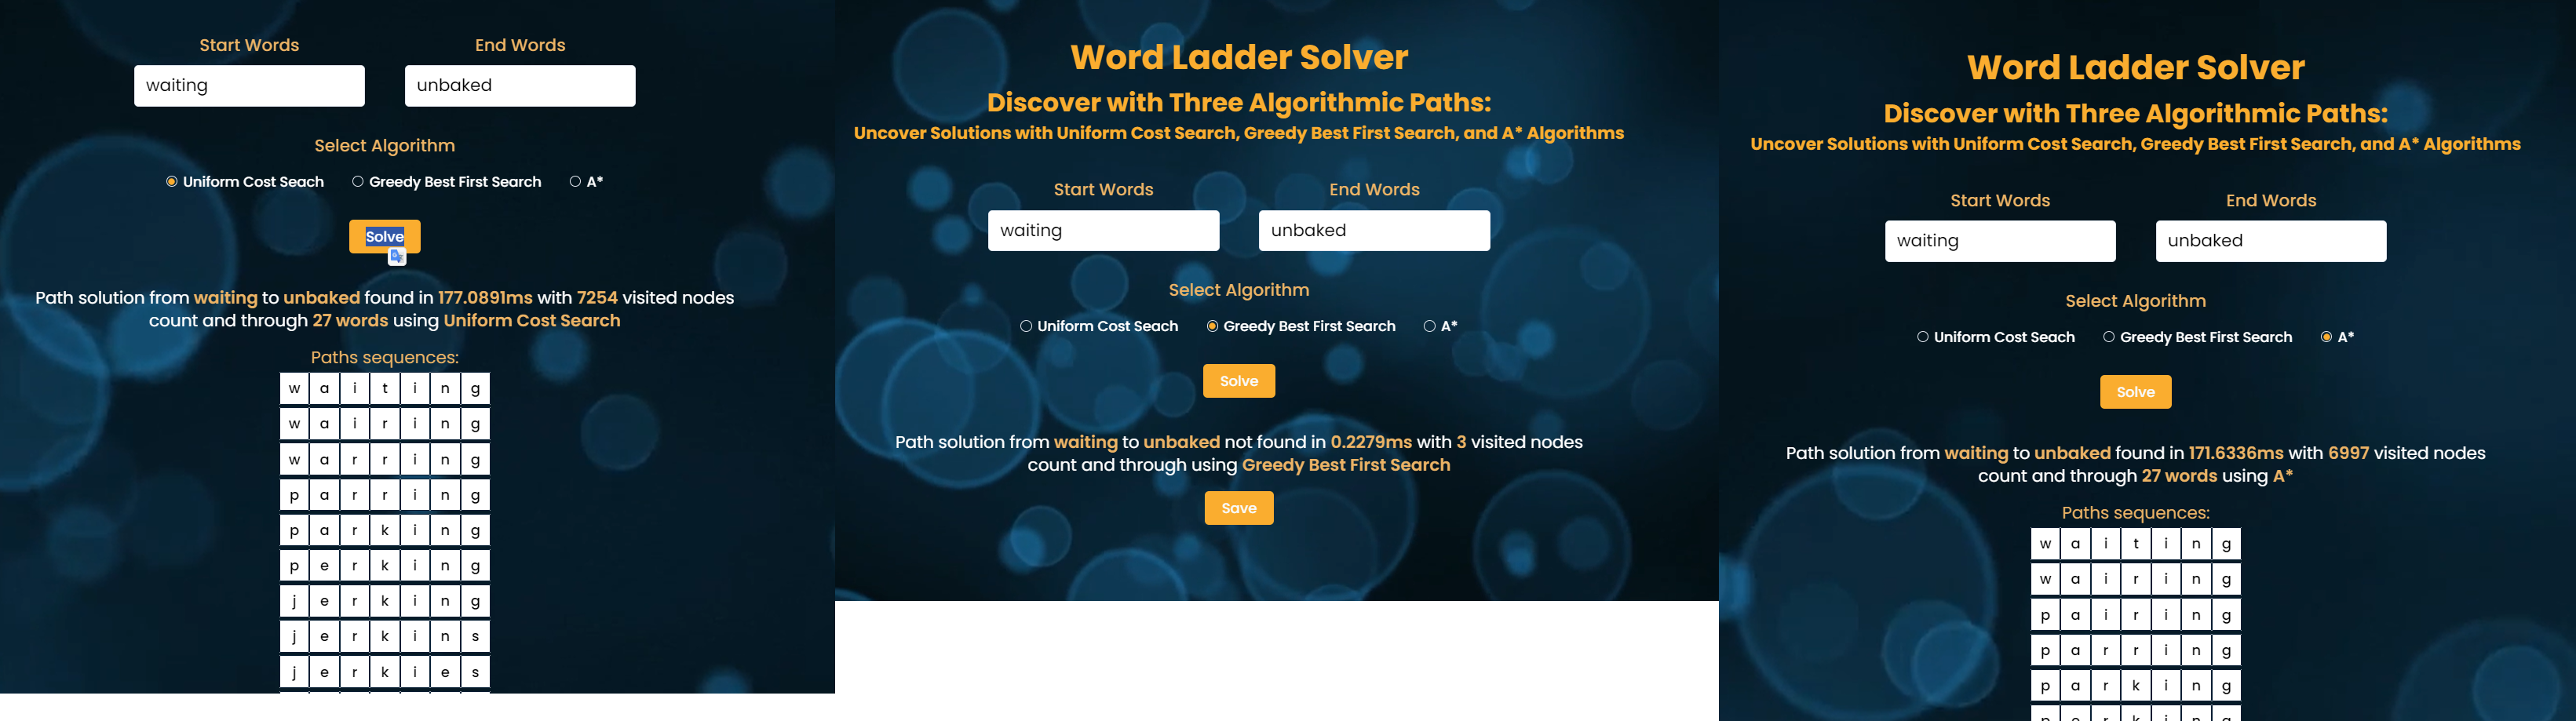 Start Words End Words
waiting unbaked
Select Algorithm
Uniform Cost Seach Greedy Best First Search A*
Solve
Path solution from waiting to unbaked found in 177.0891ms with 7254 visited nodes
count and through 27 words using Uniform Cost Search
Paths sequences:
w a i t i n g
w a i r i n g
w a r r i n g
p a r r i n g
p a r k i n g
p e r k i n g
j e r k i n g
j e r k i n s
j e r k i e s
Word Ladder Solver
Discover with Three Algorithmic Paths:
Uncover Solutions with Uniform Cost Search, Greedy Best First Search, and A* Algorithms
Start Words End Words
waiting unbaked
Select Algorithm
Uniform Cost Seach Greedy Best First Search A*
Solve
Path solution from waiting to unbaked not found in 0.2279ms with 3 visited nodes
count and through using Greedy Best First Search
Save
Word Ladder Solver
Discover with Three Algorithmic Paths:
Uncover Solutions with Uniform Cost Search, Greedy Best First Search, and A* Algorithms
Start Words End Words
waiting unbaked
Select Algorithm
Uniform Cost Seach Greedy Best First Search A*
Solve
Path solution from waiting to unbaked found in 171.6336ms with 6997 visited nodes
count and through 27 words using A*
Paths sequences:
w a i t i n g
w a i r i n g
p a i r i n g
p a r r i n g
p a r k i n g